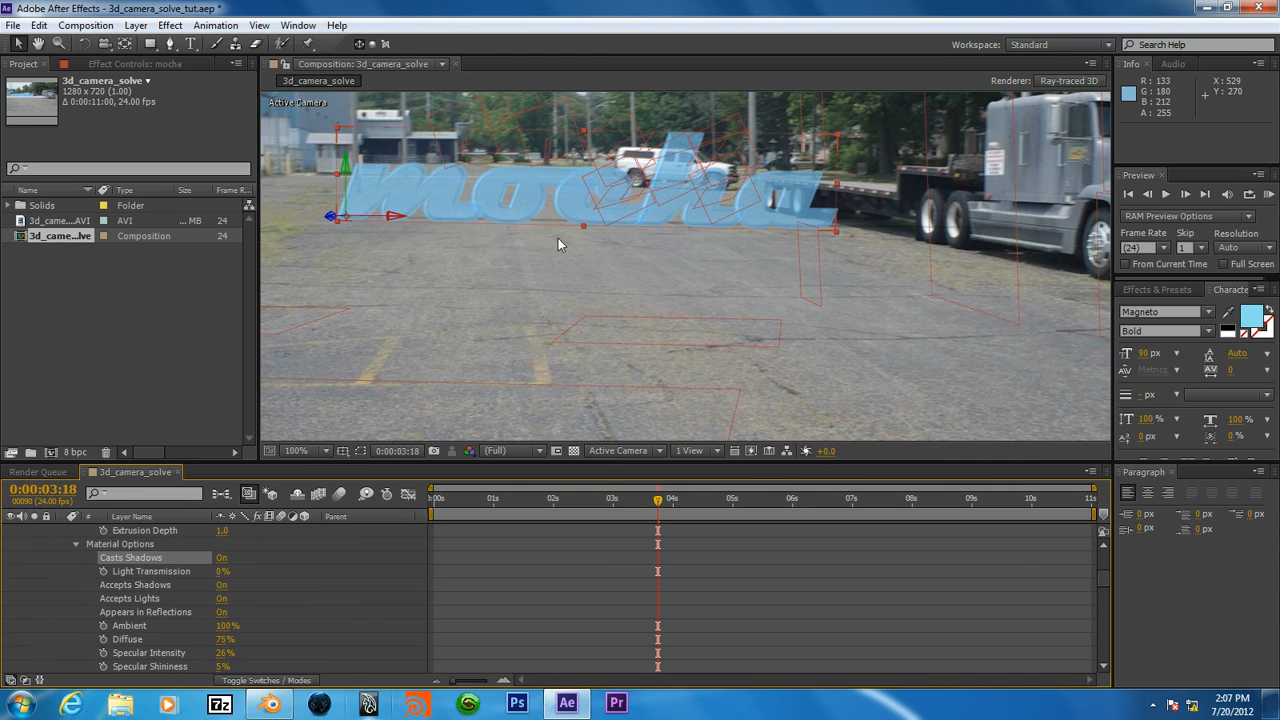 Adobe After Effects - 3d_camera_solve_tut.aep *
File Edit Composition Layer Effect Animation View Window Help
Workspace: Standard Search Help
Project Effect Controls: mocha
3d_camera_solve
1280 x 720 (1.00)
Δ 0:00:11:00, 24.00 fps
Name Type Size Frame R...
Solids Folder
3d_came....AVI AVI ... MB 24
3d_came...lve Composition 24
8 bpc
Composition: 3d_camera_solve
3d_camera_solve
Renderer: Ray-traced 3D
Active Camera
mocha
100% 0:00:03:18 (Full) Active Camera 1 View +0.0
Info Audio
R : 133
G : 180
B : 212
A : 255
X : 529
Y : 270
Preview
RAM Preview Options
Frame Rate Skip Resolution
(24) 1 Auto
From Current Time Full Screen
Effects & Presets Characte
Magneto
Bold
90 px Auto
Metrics 0
- px
100 % 100 %
0 px 0 %
Paragraph
0 px 0 px 0 px
0 px 0 px
Render Queue 3d_camera_solve
0:00:03:18
00090 (24.00 fps)
0:00s 01s 02s 03s 04s 05s 06s 07s 08s 09s 10s 11s
# Layer Name Parent
Extrusion Depth 1.0
Material Options
Casts Shadows On
Light Transmission 0%
Accepts Shadows On
Accepts Lights On
Appears in Reflections On
Ambient 100%
Diffuse 75%
Specular Intensity 26%
Specular Shininess 5%
Toggle Switches / Modes
7z Ps Ae Pr
2:07 PM
7/20/2012